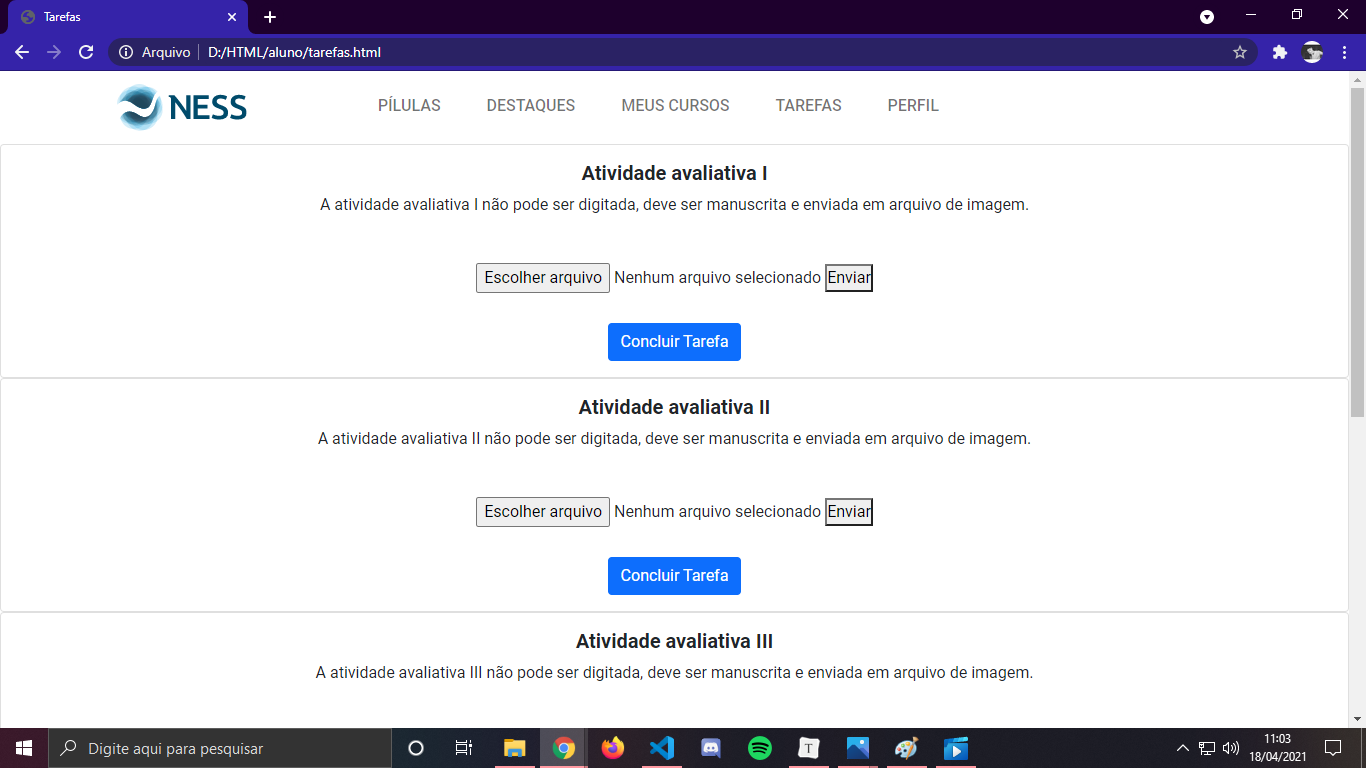 Tarefas
Arquivo D:/HTML/aluno/tarefas.html
NESS PÍLULAS DESTAQUES MEUS CURSOS TAREFAS PERFIL
Atividade avaliativa I
A atividade avaliativa I não pode ser digitada, deve ser manuscrita e enviada em arquivo de imagem.
Escolher arquivo Nenhum arquivo selecionado Enviar
Concluir Tarefa
Atividade avaliativa II
A atividade avaliativa II não pode ser digitada, deve ser manuscrita e enviada em arquivo de imagem.
Escolher arquivo Nenhum arquivo selecionado Enviar
Concluir Tarefa
Atividade avaliativa III
A atividade avaliativa III não pode ser digitada, deve ser manuscrita e enviada em arquivo de imagem.
Digite aqui para pesquisar T 11:03
18/04/2021